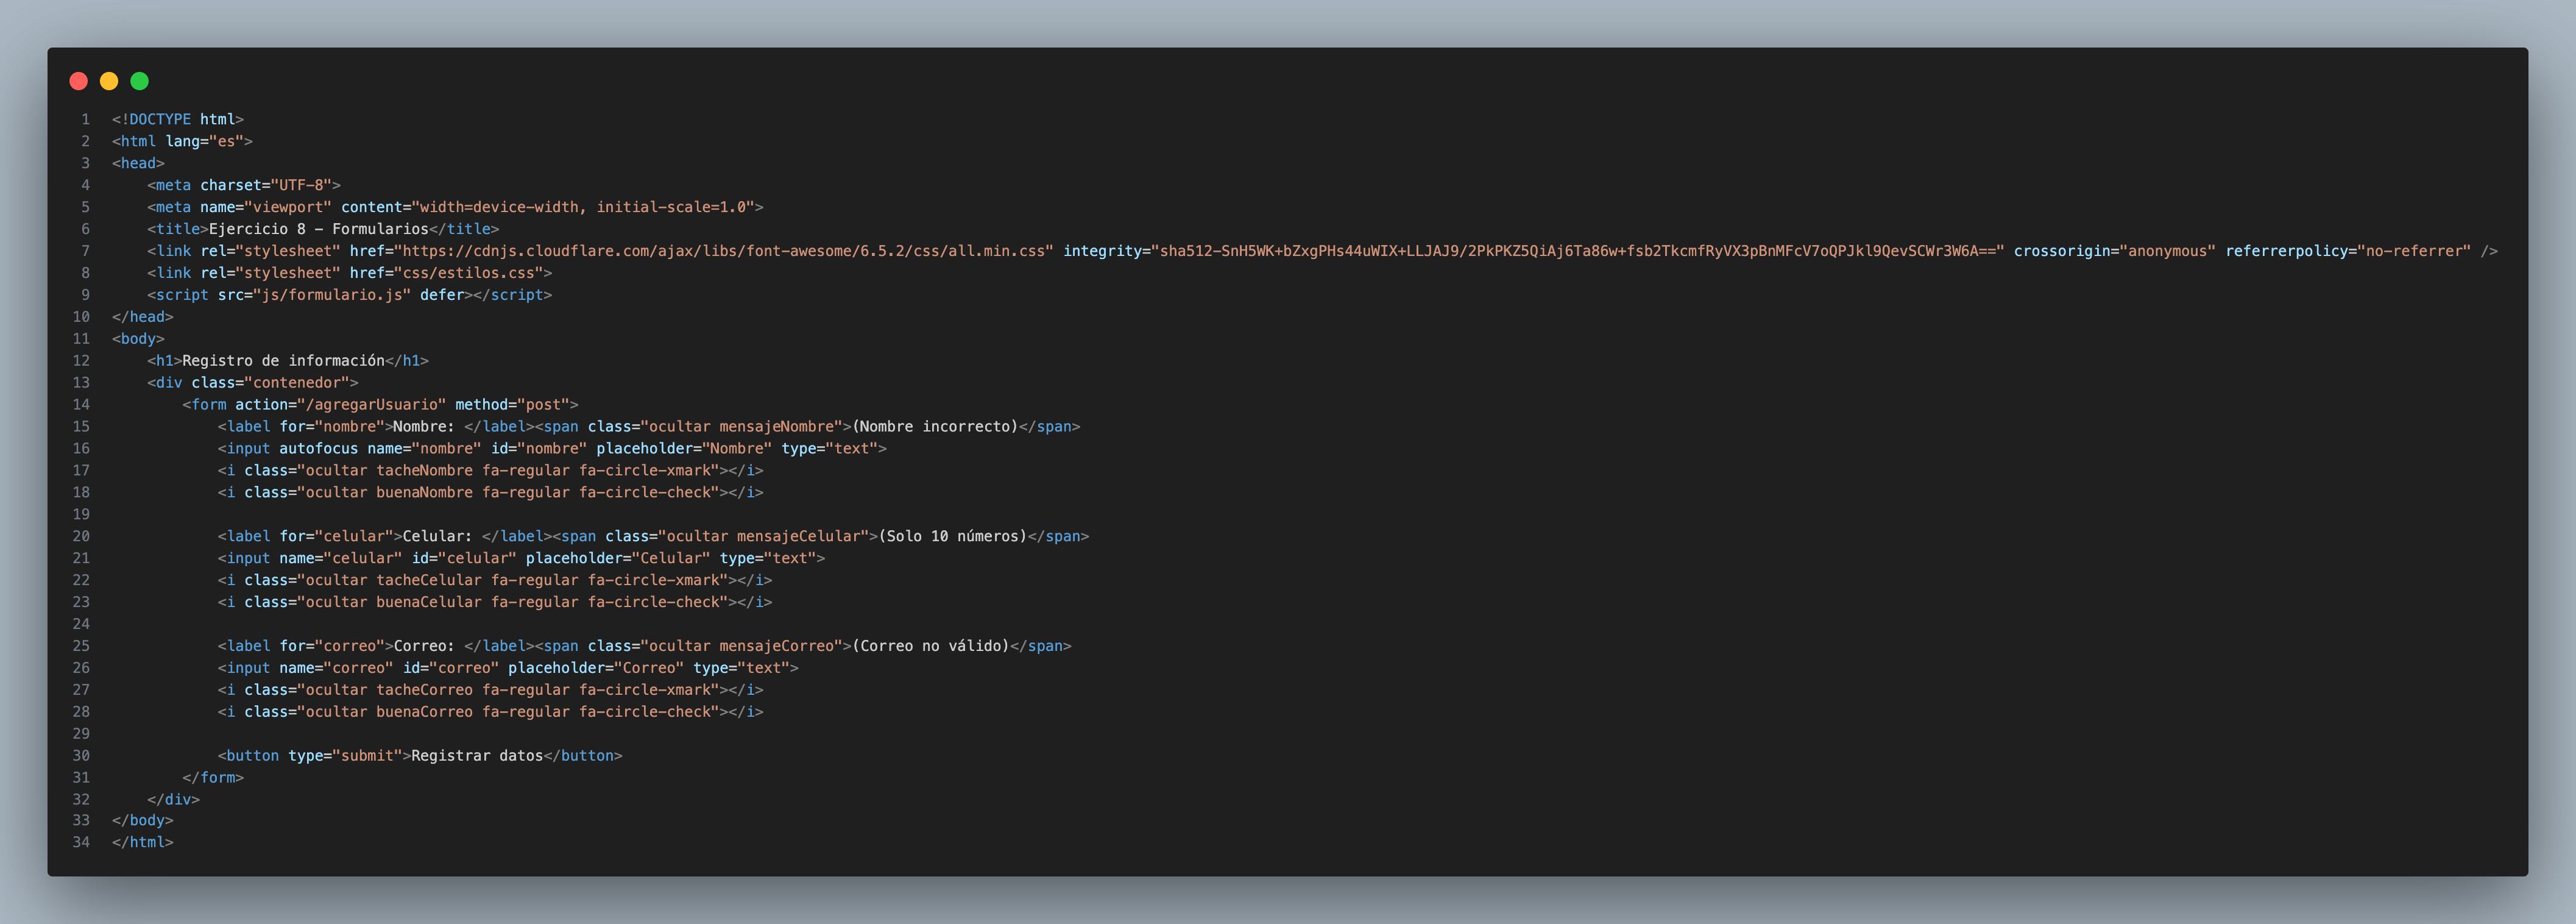 1 <!DOCTYPE html>
2 <html lang="es">
3 <head>
4     <meta charset="UTF-8">
5     <meta name="viewport" content="width=device-width, initial-scale=1.0">
6     <title>Ejercicio 8 - Formularios</title>
7     <link rel="stylesheet" href="https://cdnjs.cloudflare.com/ajax/libs/font-awesome/6.5.2/css/all.min.css" integrity="sha512-SnH5WK+bZxgPHs44uWIX+LLJAJ9/2PkPKZ5QiAj6Ta86w+fsb2TkcmfRyVX3pBnMFcV7oQPJkl9QevSCWr3W6A==" crossorigin="anonymous" referrerpolicy="no-referrer" />
8     <link rel="stylesheet" href="css/estilos.css">
9     <script src="js/formulario.js" defer></script>
10 </head>
11 <body>
12     <h1>Registro de información</h1>
13     <div class="contenedor">
14         <form action="/agregarUsuario" method="post">
15             <label for="nombre">Nombre: </label><span class="ocultar mensajeNombre">(Nombre incorrecto)</span>
16             <input autofocus name="nombre" id="nombre" placeholder="Nombre" type="text">
17             <i class="ocultar tacheNombre fa-regular fa-circle-xmark"></i>
18             <i class="ocultar buenaNombre fa-regular fa-circle-check"></i>
19
20             <label for="celular">Celular: </label><span class="ocultar mensajeCelular">(Solo 10 números)</span>
21             <input name="celular" id="celular" placeholder="Celular" type="text">
22             <i class="ocultar tacheCelular fa-regular fa-circle-xmark"></i>
23             <i class="ocultar buenaCelular fa-regular fa-circle-check"></i>
24
25             <label for="correo">Correo: </label><span class="ocultar mensajeCorreo">(Correo no válido)</span>
26             <input name="correo" id="correo" placeholder="Correo" type="text">
27             <i class="ocultar tacheCorreo fa-regular fa-circle-xmark"></i>
28             <i class="ocultar buenaCorreo fa-regular fa-circle-check"></i>
29
30             <button type="submit">Registrar datos</button>
31         </form>
32     </div>
33 </body>
34 </html>